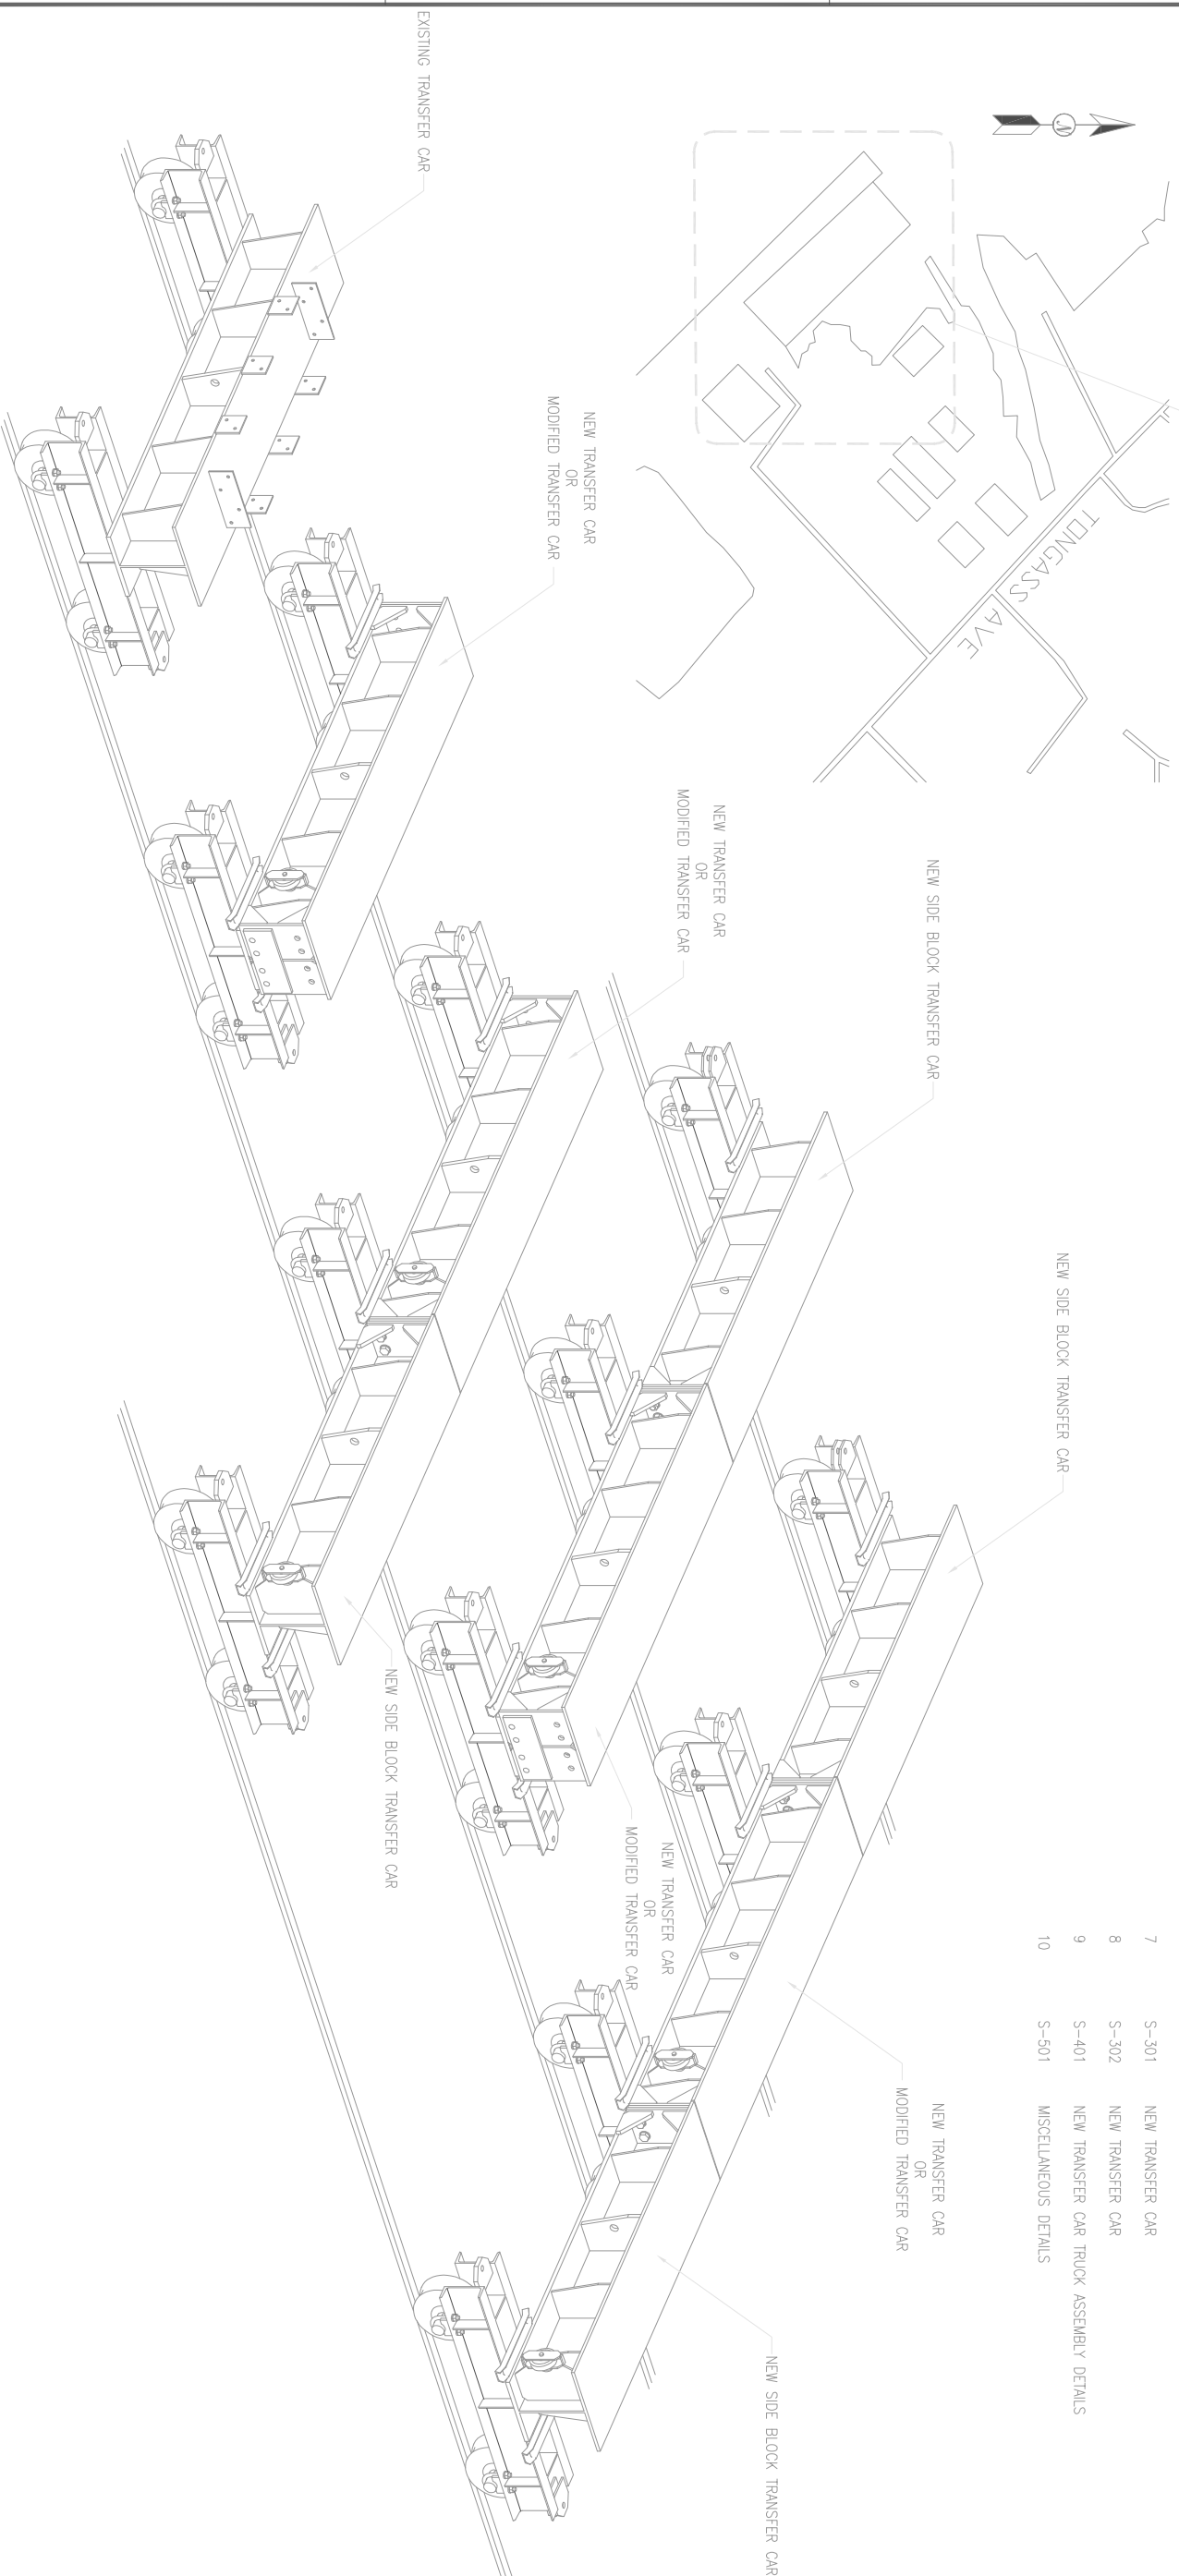 EXISTING TRANSFER CAR
NEW TRANSFER CAR
OR
MODIFIED TRANSFER CAR
TONGASS AVE
NEW TRANSFER CAR
OR
MODIFIED TRANSFER CAR
NEW SIDE BLOCK TRANSFER CAR
NEW SIDE BLOCK TRANSFER CAR
NEW SIDE BLOCK TRANSFER CAR
NEW TRANSFER CAR
OR
MODIFIED TRANSFER CAR
NEW TRANSFER CAR
OR
MODIFIED TRANSFER CAR
NEW SIDE BLOCK TRANSFER CAR
7 S-301 NEW TRANSFER CAR
8 S-302 NEW TRANSFER CAR
9 S-401 NEW TRANSFER CAR TRUCK ASSEMBLY DETAILS
10 S-501 MISCELLANEOUS DETAILS
N